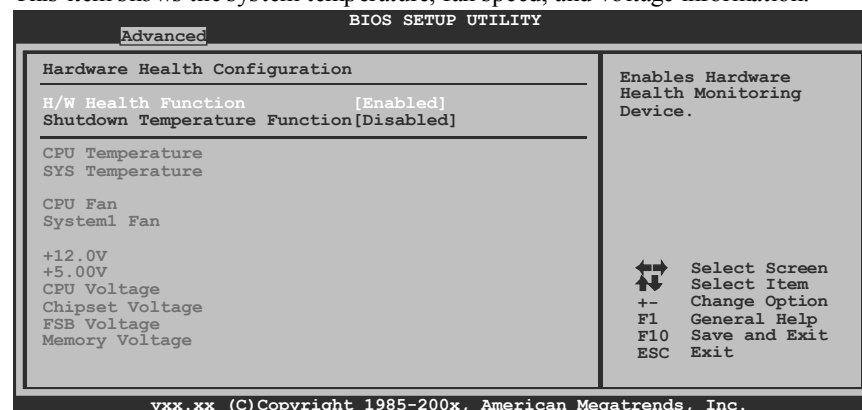 This item shows the system temperature, fan speed, and voltage information.
BIOS SETUP UTILITY
Advanced
Hardware Health Configuration
H/W Health Function [Enabled]
Shutdown Temperature Function[Disabled]
CPU Temperature
SYS Temperature
CPU Fan
System1 Fan
+12.0V
+5.00V
CPU Voltage
Chipset Voltage
FSB Voltage
Memory Voltage
Enables Hardware
Health Monitoring
Device.
Select Screen
Select Item
+- Change Option
F1 General Help
F10 Save and Exit
ESC Exit
vxx.xx (C)Copyright 1985-200x, American Megatrends, Inc.